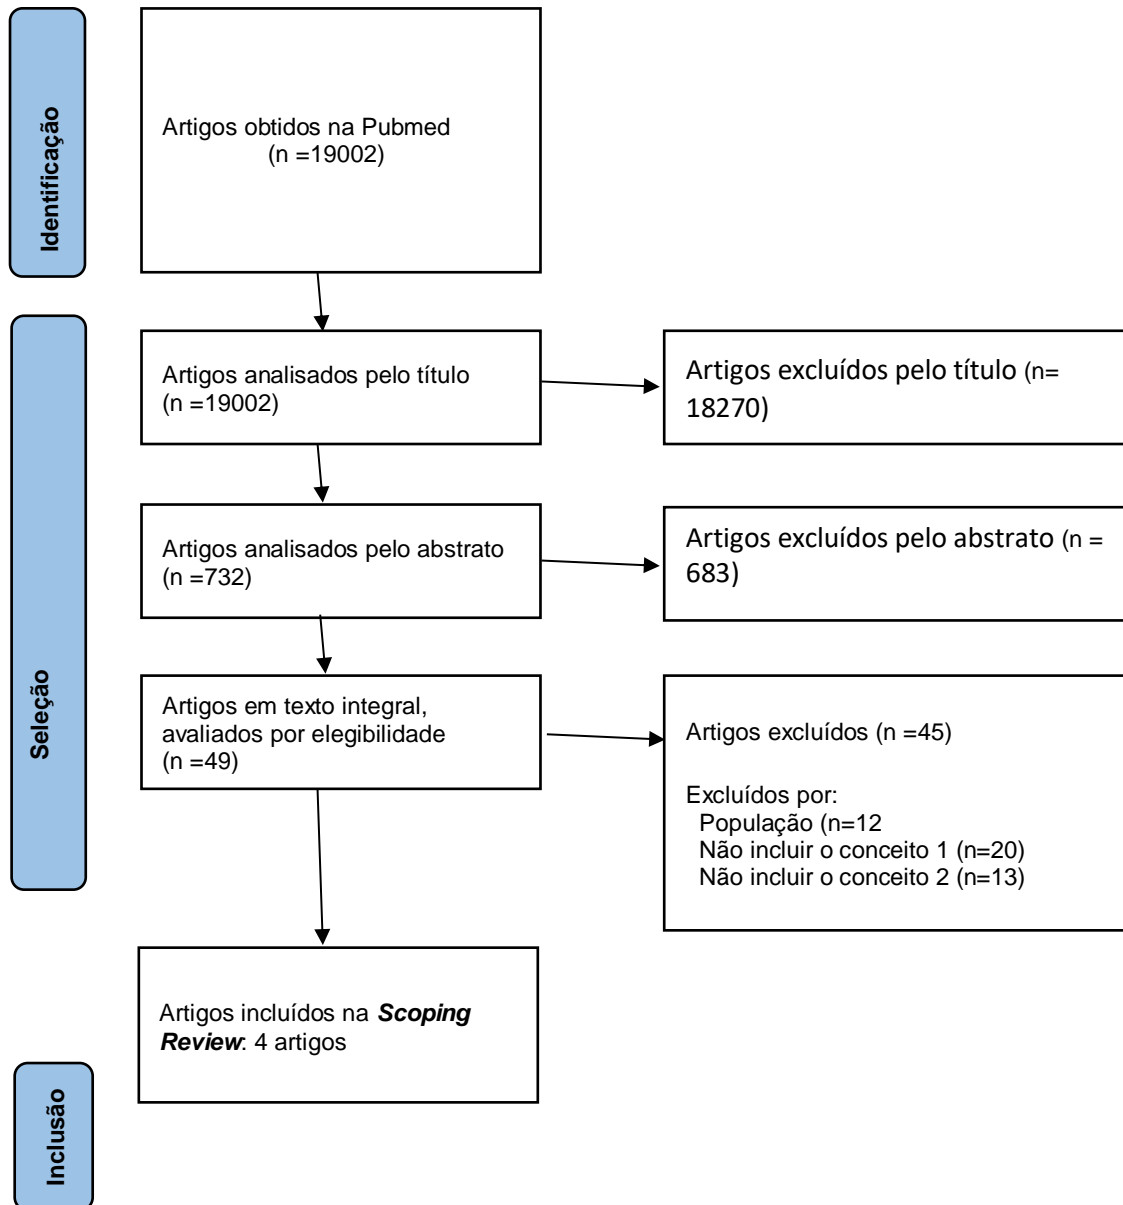 Identificação
Artigos obtidos na Pubmed
(n =19002)
Seleção
Artigos analisados pelo título
(n =19002)
Artigos excluídos pelo título (n=
18270)
Artigos analisados pelo abstrato
(n =732)
Artigos excluídos pelo abstrato (n =
683)
Artigos em texto integral,
avaliados por elegibilidade
(n =49)
Artigos excluídos (n =45)
Excluídos por:
População (n=12
Não incluir o conceito 1 (n=20)
Não incluir o conceito 2 (n=13)
Artigos incluídos na Scoping
Review: 4 artigos
Inclusão